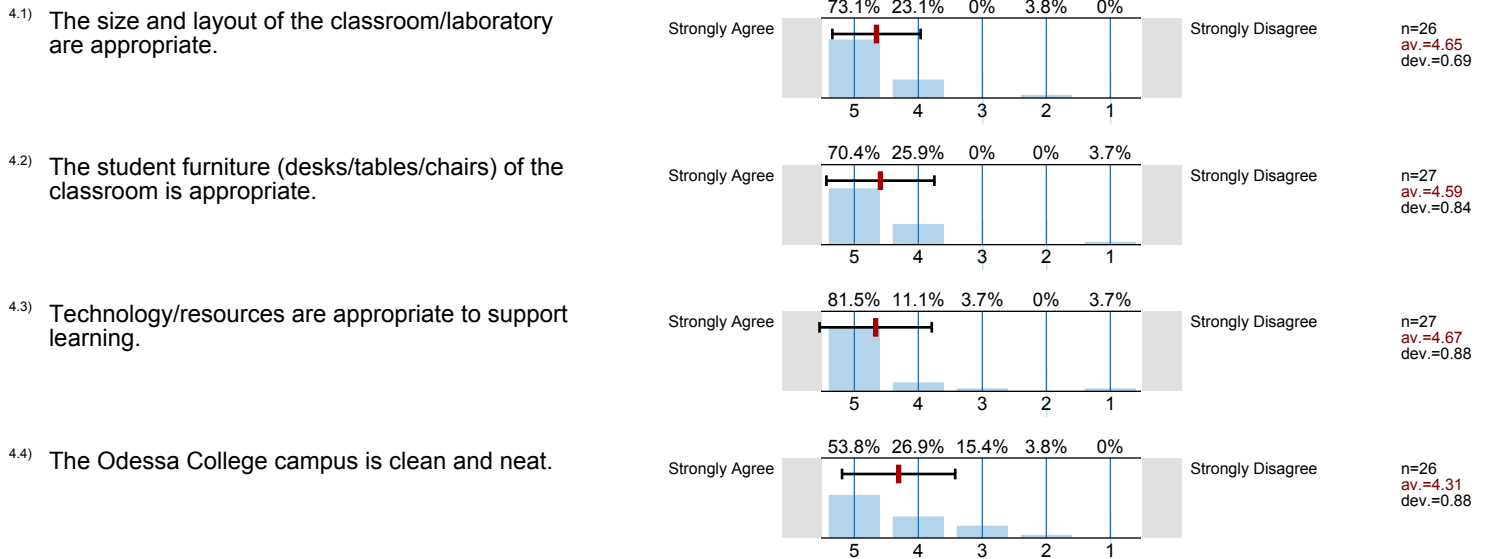 4.1) The size and layout of the classroom/laboratory
are appropriate.
73.1% 23.1% 0% 3.8% 0%
Strongly Agree
Strongly Disagree
n=26
av.=4.65
dev.=0.69
5 4 3 2 1
4.2) The student furniture (desks/tables/chairs) of the
classroom is appropriate.
70.4% 25.9% 0% 0% 3.7%
Strongly Agree
Strongly Disagree
n=27
av.=4.59
dev.=0.84
5 4 3 2 1
4.3) Technology/resources are appropriate to support
learning.
81.5% 11.1% 3.7% 0% 3.7%
Strongly Agree
Strongly Disagree
n=27
av.=4.67
dev.=0.88
5 4 3 2 1
4.4) The Odessa College campus is clean and neat.
53.8% 26.9% 15.4% 3.8% 0%
Strongly Agree
Strongly Disagree
n=26
av.=4.31
dev.=0.88
5 4 3 2 1